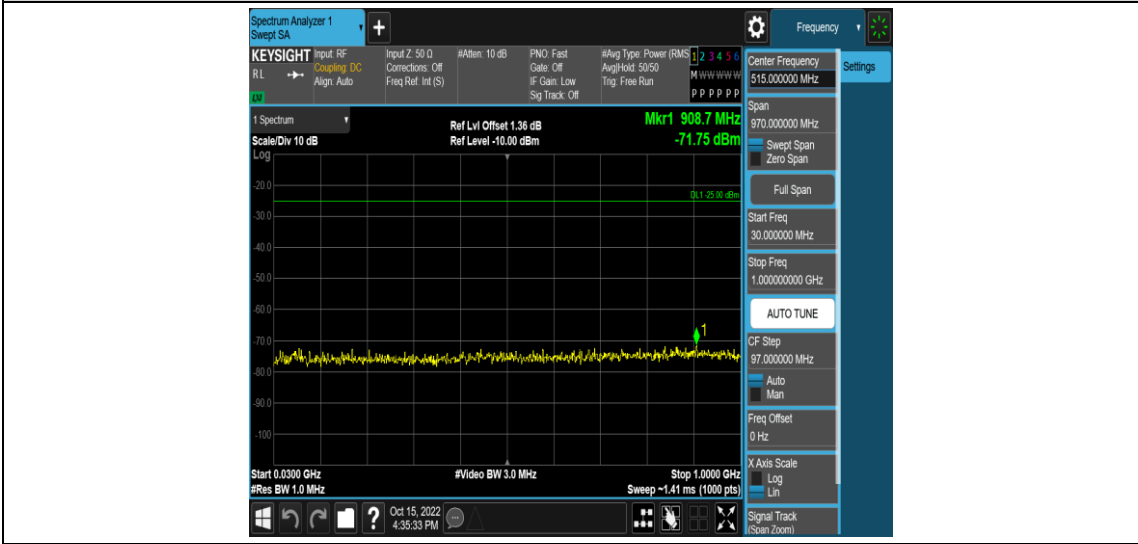 Spectrum Analyzer 1
Swept SA
+
Frequency
KEYSIGHT
RL
Input: RF
Coupling: DC
Align: Auto
Input Z: 50 Ω
Corrections: Off
Freq Ref: Int (S)
#Atten: 10 dB
PNO: Fast
Gate: Off
IF Gain: Low
Sig Track: Off
#Avg Type: Power (RMS
Avg|Hold: 50/50
Trig: Free Run
1 2 3 4 5 6
M W W W W W
P P P P P P
1 Spectrum
Scale/Div 10 dB
Log
Ref Lvl Offset 1.36 dB
Ref Level -10.00 dBm
Mkr1 908.7 MHz
-71.75 dBm
-20.0
DL1 -25.00 dBm
-30.0
-40.0
-50.0
-60.0
1
-70.0
-80.0
-90.0
-100
Start 0.0300 GHz
#Res BW 1.0 MHz
#Video BW 3.0 MHz
Stop 1.0000 GHz
Sweep ~1.41 ms (1000 pts)
?
Oct 15, 2022
4:35:33 PM
Center Frequency
515.000000 MHz
Settings
Span
970.000000 MHz
Swept Span
Zero Span
Full Span
Start Freq
30.000000 MHz
Stop Freq
1.000000000 GHz
AUTO TUNE
CF Step
97.000000 MHz
Auto
Man
Freq Offset
0 Hz
X Axis Scale
Log
Lin
Signal Track
(Span Zoom)